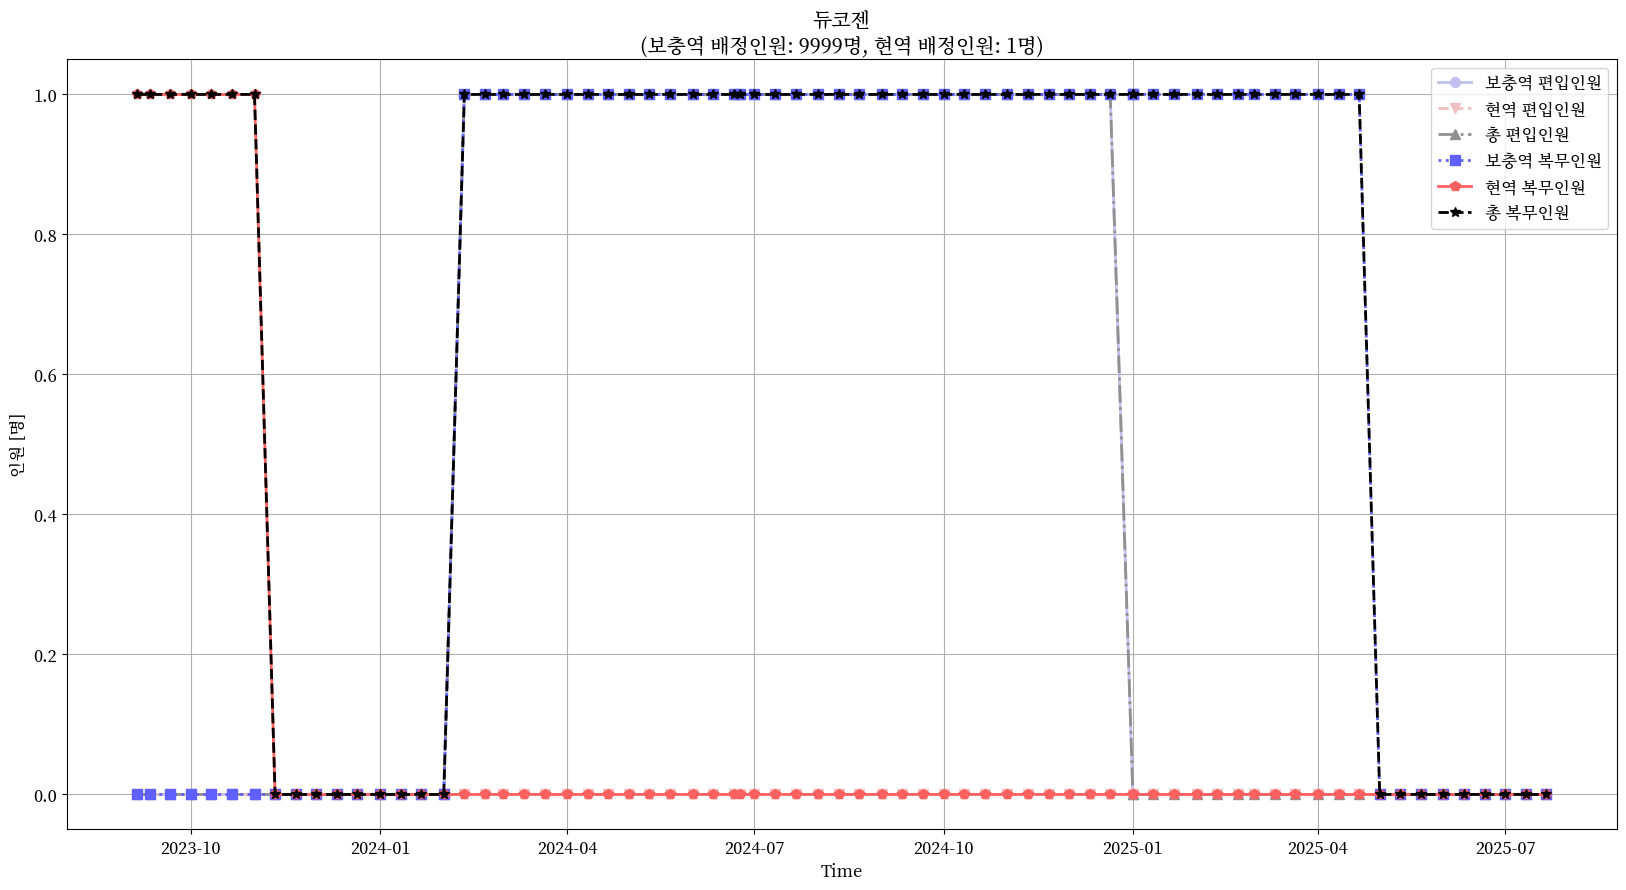 듀코젠
(보충역 배정인원: 9999명, 현역 배정인원: 1명)
보충역 편입인원
현역 편입인원
총 편입인원
보충역 복무인원
현역 복무인원
총 복무인원
인원 [명]
1.0
0.8
0.6
0.4
0.2
0.0
2023-10
2024-01
2024-04
2024-07
2024-10
2025-01
2025-04
2025-07
Time